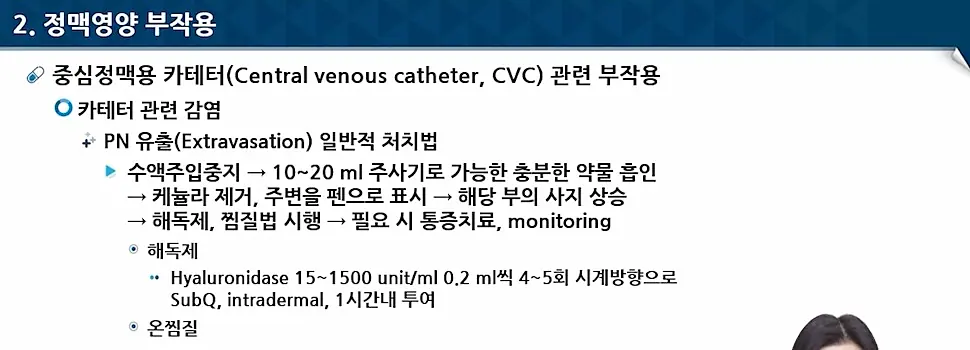 2. 정맥영양 부작용
중심정맥용 카테터(Central venous catheter, CVC) 관련 부작용
카테터 관련 감염
PN 유출(Extravasation) 일반적 처치법
수액주입중지 → 10~20 ml 주사기로 가능한 충분한 약물 흡인
→ 케뉼라 제거, 주변을 펜으로 표시 → 해당 부의 사지 상승
→ 해독제, 찜질법 시행 → 필요 시 통증치료, monitoring
해독제
Hyaluronidase 15~1500 unit/ml 0.2 ml씩 4~5회 시계방향으로
SubQ, intradermal, 1시간내 투여
온찜질